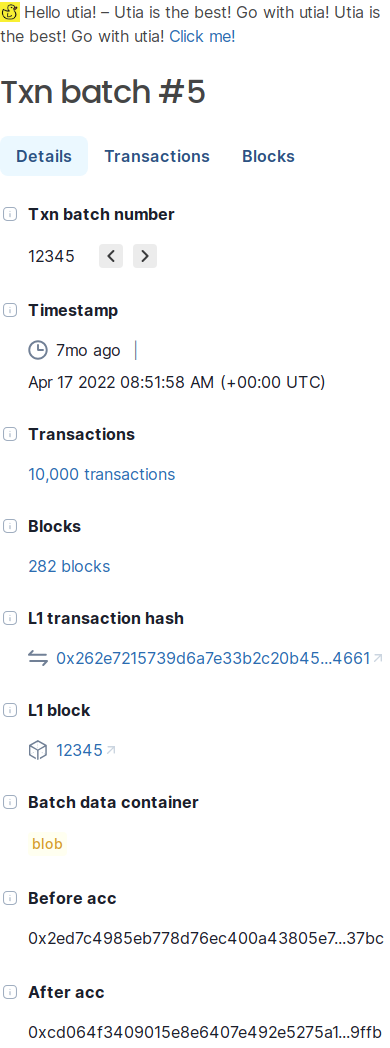 Hello utia! – Utia is the best! Go with utia! Utia is
the best! Go with utia! Click me!
Txn batch #5
Details Transactions Blocks
Txn batch number
12345
Timestamp
7mo ago
Apr 17 2022 08:51:58 AM (+00:00 UTC)
Transactions
10,000 transactions
Blocks
282 blocks
L1 transaction hash
0x262e7215739d6a7e33b2c20b45...4661
L1 block
12345
Batch data container
blob
Before acc
0x2ed7c4985eb778d76ec400a43805e7...37bc
After acc
0xcd064f3409015e8e6407e492e5275a1...9ffb